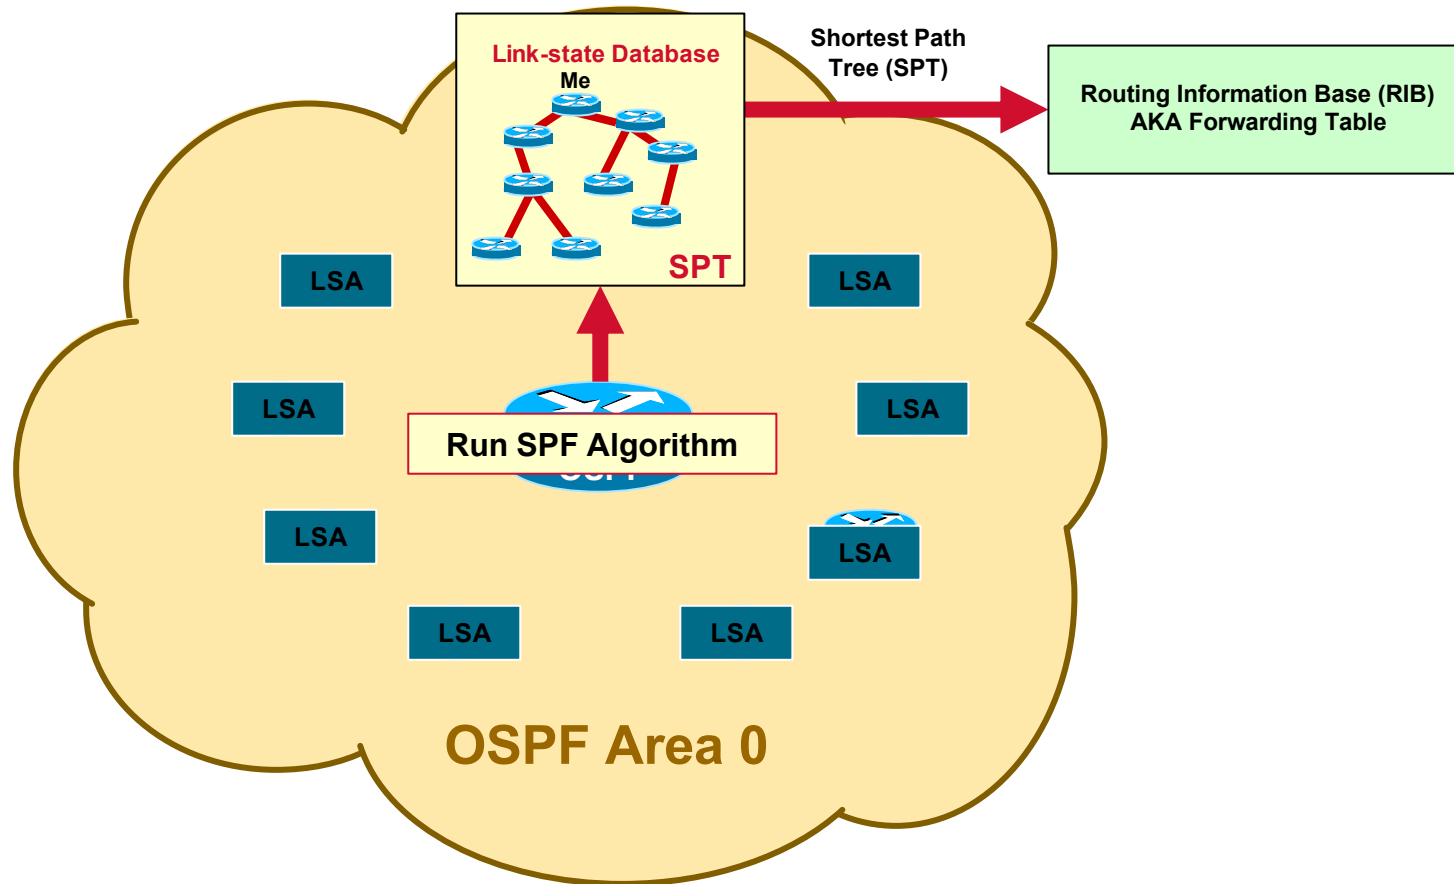 Link-state Database
Me
SPT
Shortest Path
Tree (SPT)
Routing Information Base (RIB)
AKA Forwarding Table
LSA
LSA
LSA
LSA
Run SPF Algorithm
LSA
LSA
LSA
LSA
OSPF Area 0